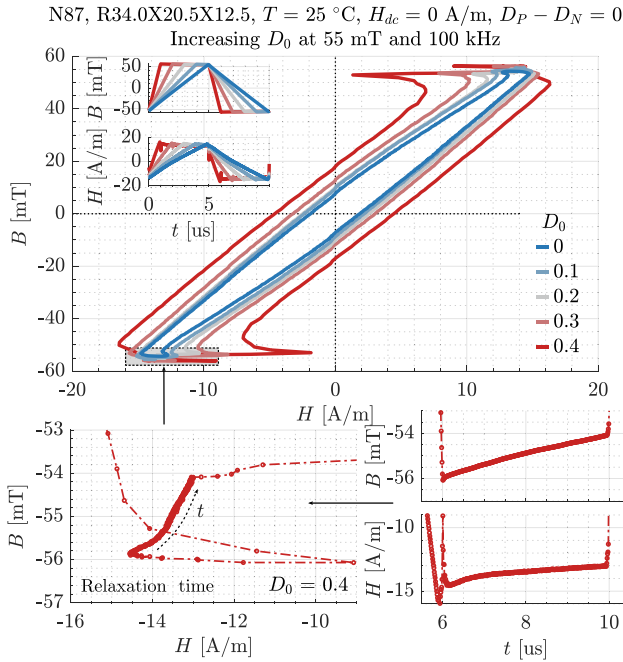 N87, R34.0X20.5X12.5, T = 25 °C, H_dc = 0 A/m, D_P − D_N = 0
Increasing D_0 at 55 mT and 100 kHz
B [mT]
60
40
20
0
-20
-40
-60
-20
-10
0
10
20
H [A/m]
B [mT]
50
0
-50
H [A/m]
20
0
-20
0
5
t [us]
D_0
0
0.1
0.2
0.3
0.4
B [mT]
-53
-54
-55
-56
-57
-16
-14
-12
-10
H [A/m]
t
Relaxation time
D_0 = 0.4
B [mT]
-54
-56
H [A/m]
-10
-15
6
8
10
t [us]